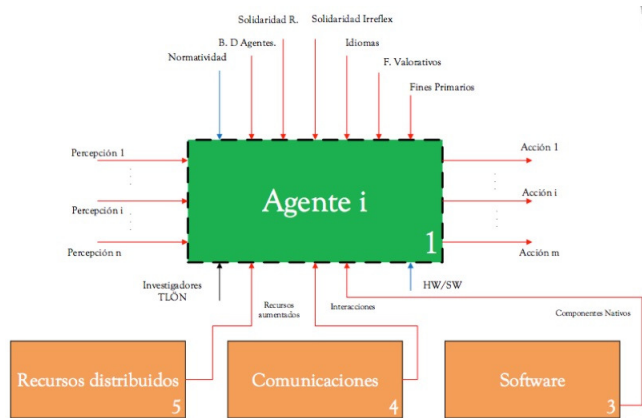 Solidaridad R.
Solidaridad Irreflex
B. D Agentes.
Idiomas
Normatividad
F. Valorativos
Fines Primarios
Percepción 1
Acción 1
Percepción i
Agente i
Acción i
Percepción n
1
Acción m
Investigadores
TLÖN
Recursos
aumentados
Interacciones
HW/SW
Componentes Nativos
Recursos distribuidos
5
Comunicaciones
4
Software
3